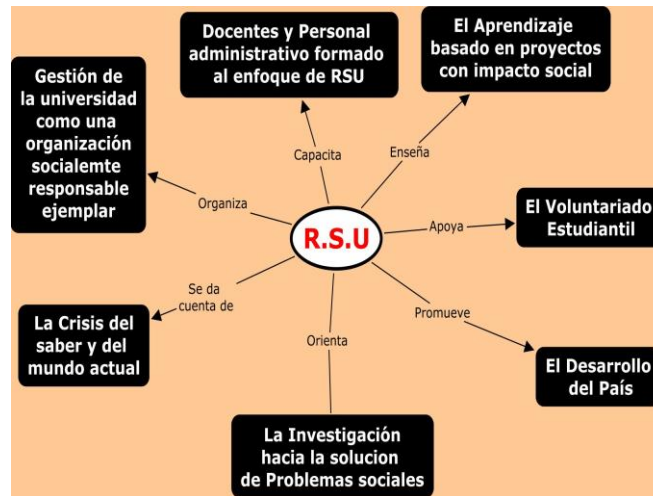 Docentes y Personal
administrativo formado
al enfoque de RSU
El Aprendizaje
basado en proyectos
con impacto social
Gestión de
la universidad
como una
organización
socialemte
responsable
ejemplar
Capacita
Enseña
Organiza
R.S.U
Apoya
El Voluntariado
Estudiantil
Se da
cuenta de
Promueve
Orienta
La Crisis del
saber y del
mundo actual
El Desarrollo
del País
La Investigación
hacia la solucion
de Problemas sociales